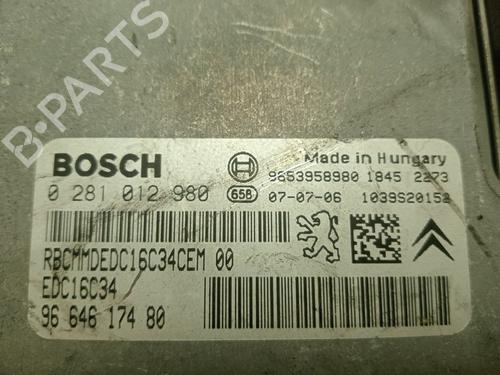 B-PARTS
BOSCH
Made in Hungary
0 281 012 980
658
9653958980 1845 2273
07-07-06
1039S20152
RBCMMDEDC16C34CEM 00
EDC16C34
96 646 174 80